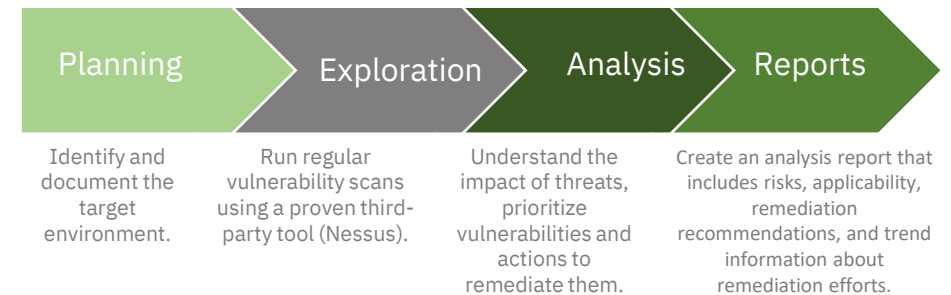 Planning
Exploration
Analysis
Reports
Identify and
document the
target
environment.
Run regular
vulnerability scans
using a proven third-
party tool (Nessus).
Understand the
impact of threats,
prioritize
vulnerabilities and
actions to
remediate them.
Create an analysis report that
includes risks, applicability,
remediation
recommendations, and trend
information about
remediation efforts.